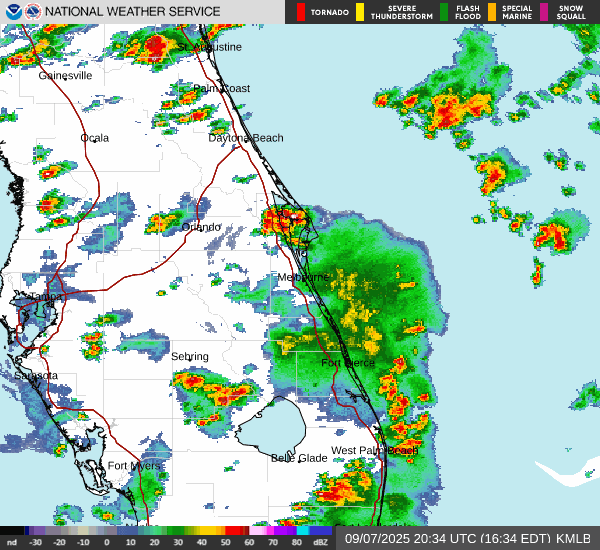 NATIONAL WEATHER SERVICE
TORNADO
SEVERE
THUNDERSTORM
FLASH
FLOOD
SPECIAL
MARINE
SNOW
SQUALL
St. Augustine
Gainesville
Palm Coast
Ocala
Daytona Beach
Orlando
Melbourne
Tampa
Sebring
Fort Pierce
Sarasota
West Palm Beach
Belle Glade
Fort Myers
nd -30 -20 -10 0 10 20 30 40 50 60 70 80 dBZ
09/07/2025 20:34 UTC (16:34 EDT) KMLB